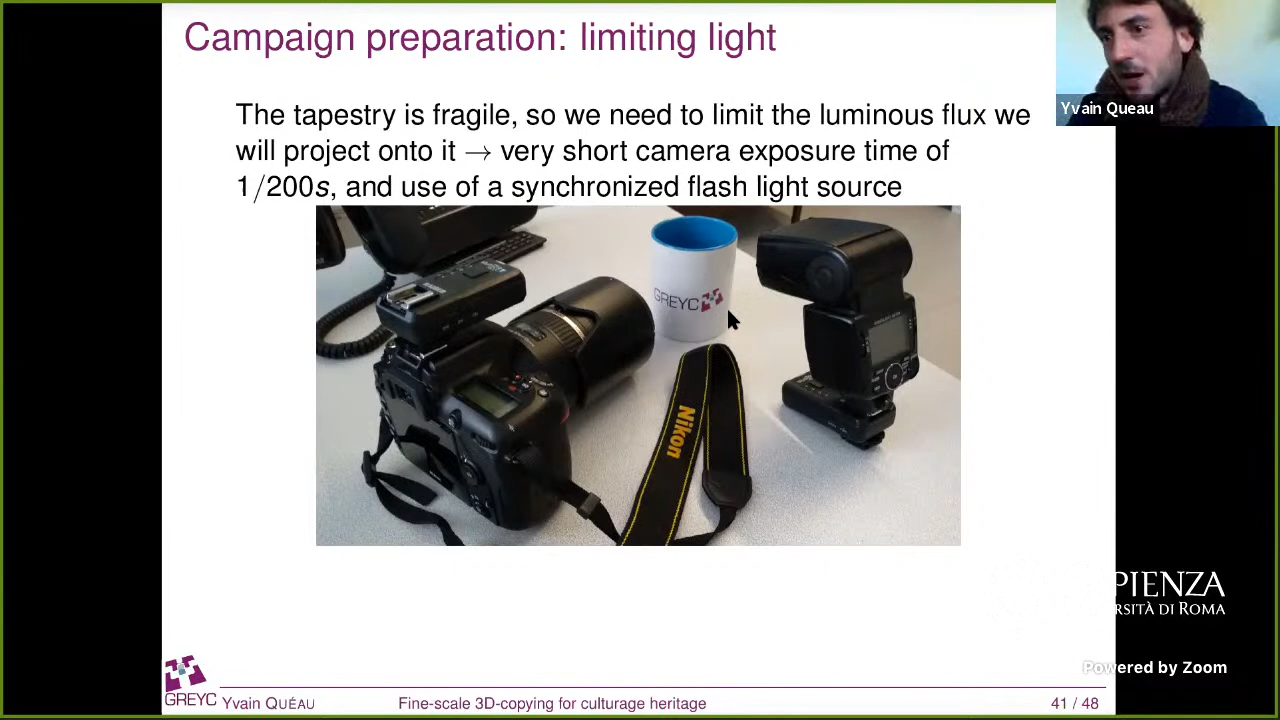 Campaign preparation: limiting light
Yvain Queau
The tapestry is fragile, so we need to limit the luminous flux we
will project onto it → very short camera exposure time of
1/200s, and use of a synchronized flash light source
GREYC
Nikon
PIENZA
RSITÀ DI ROMA
Powered by Zoom
GREYC
Yvain QUÉAU Fine-scale 3D-copying for culturage heritage 41 / 48